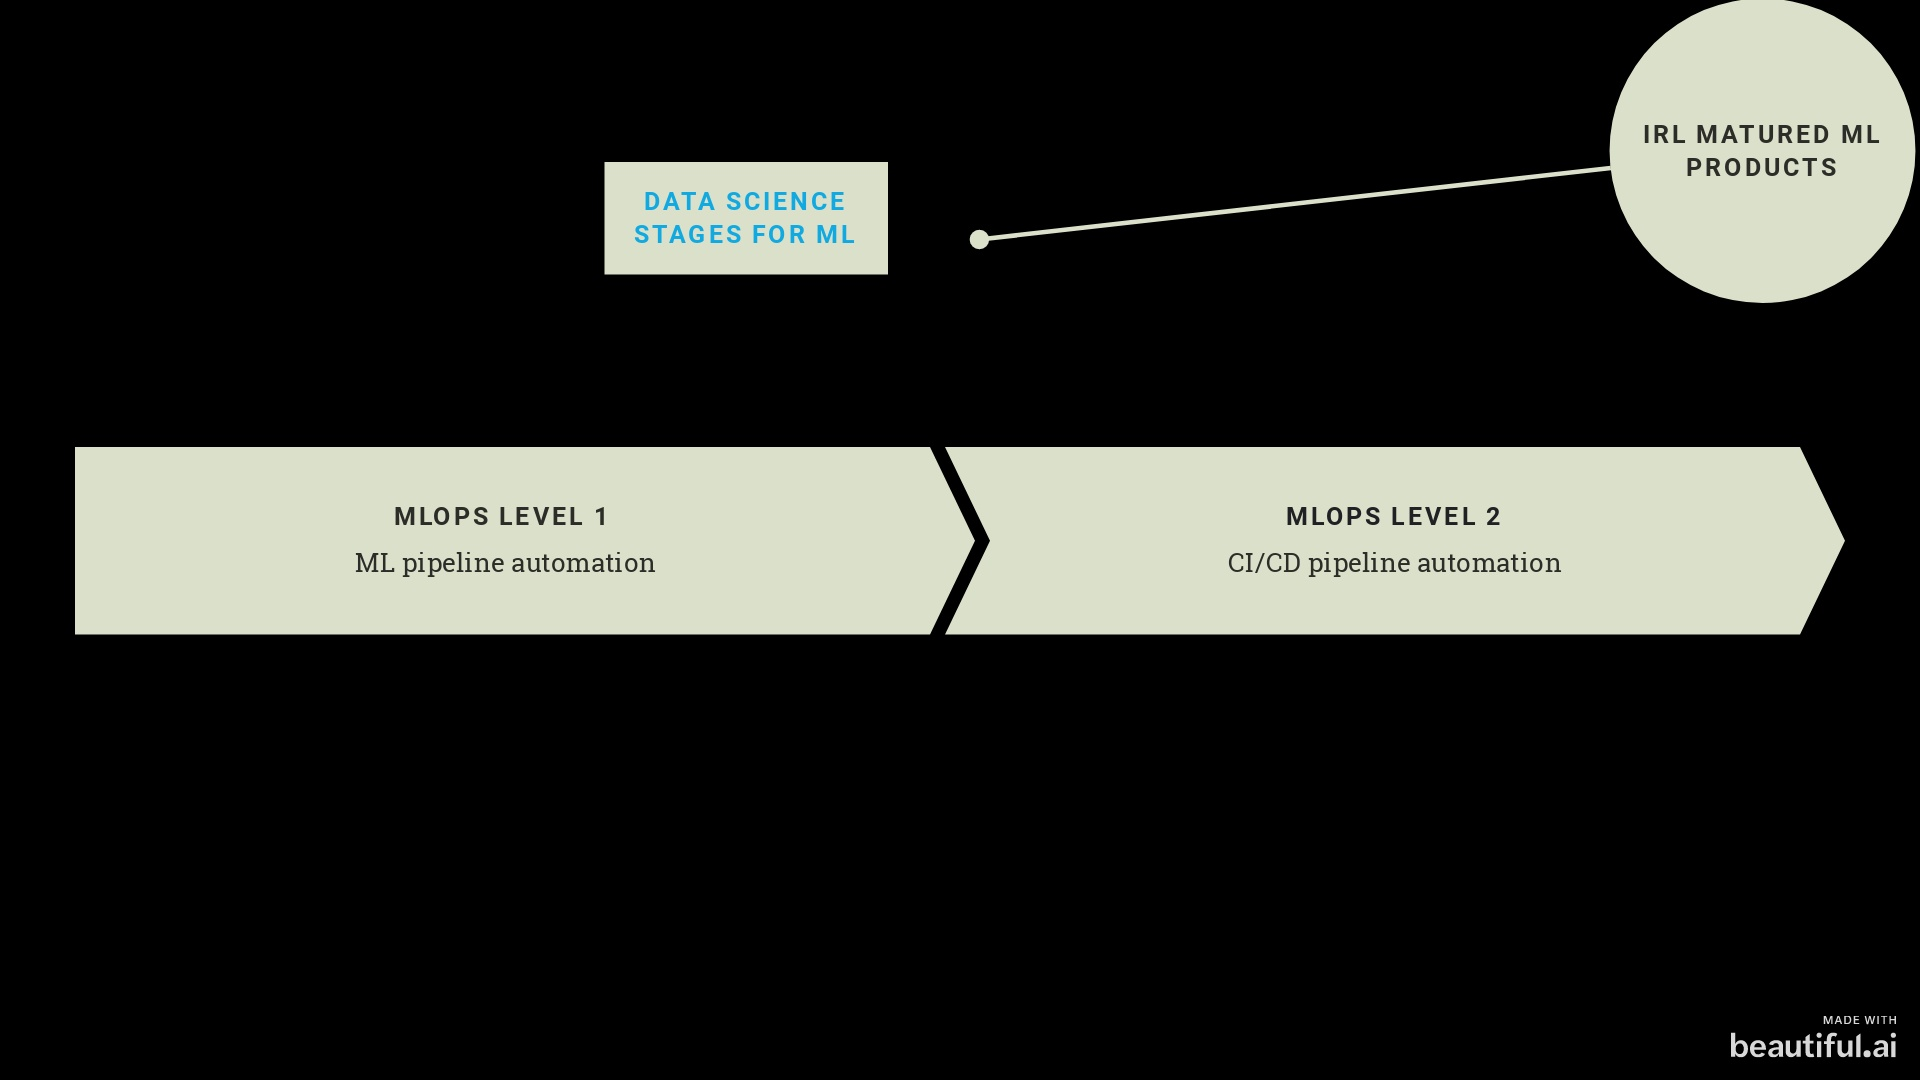 IRL MATURED ML
PRODUCTS
DATA SCIENCE
STAGES FOR ML
MLOPS LEVEL 1
ML pipeline automation
MLOPS LEVEL 2
CI/CD pipeline automation
MADE WITH
beautiful.ai